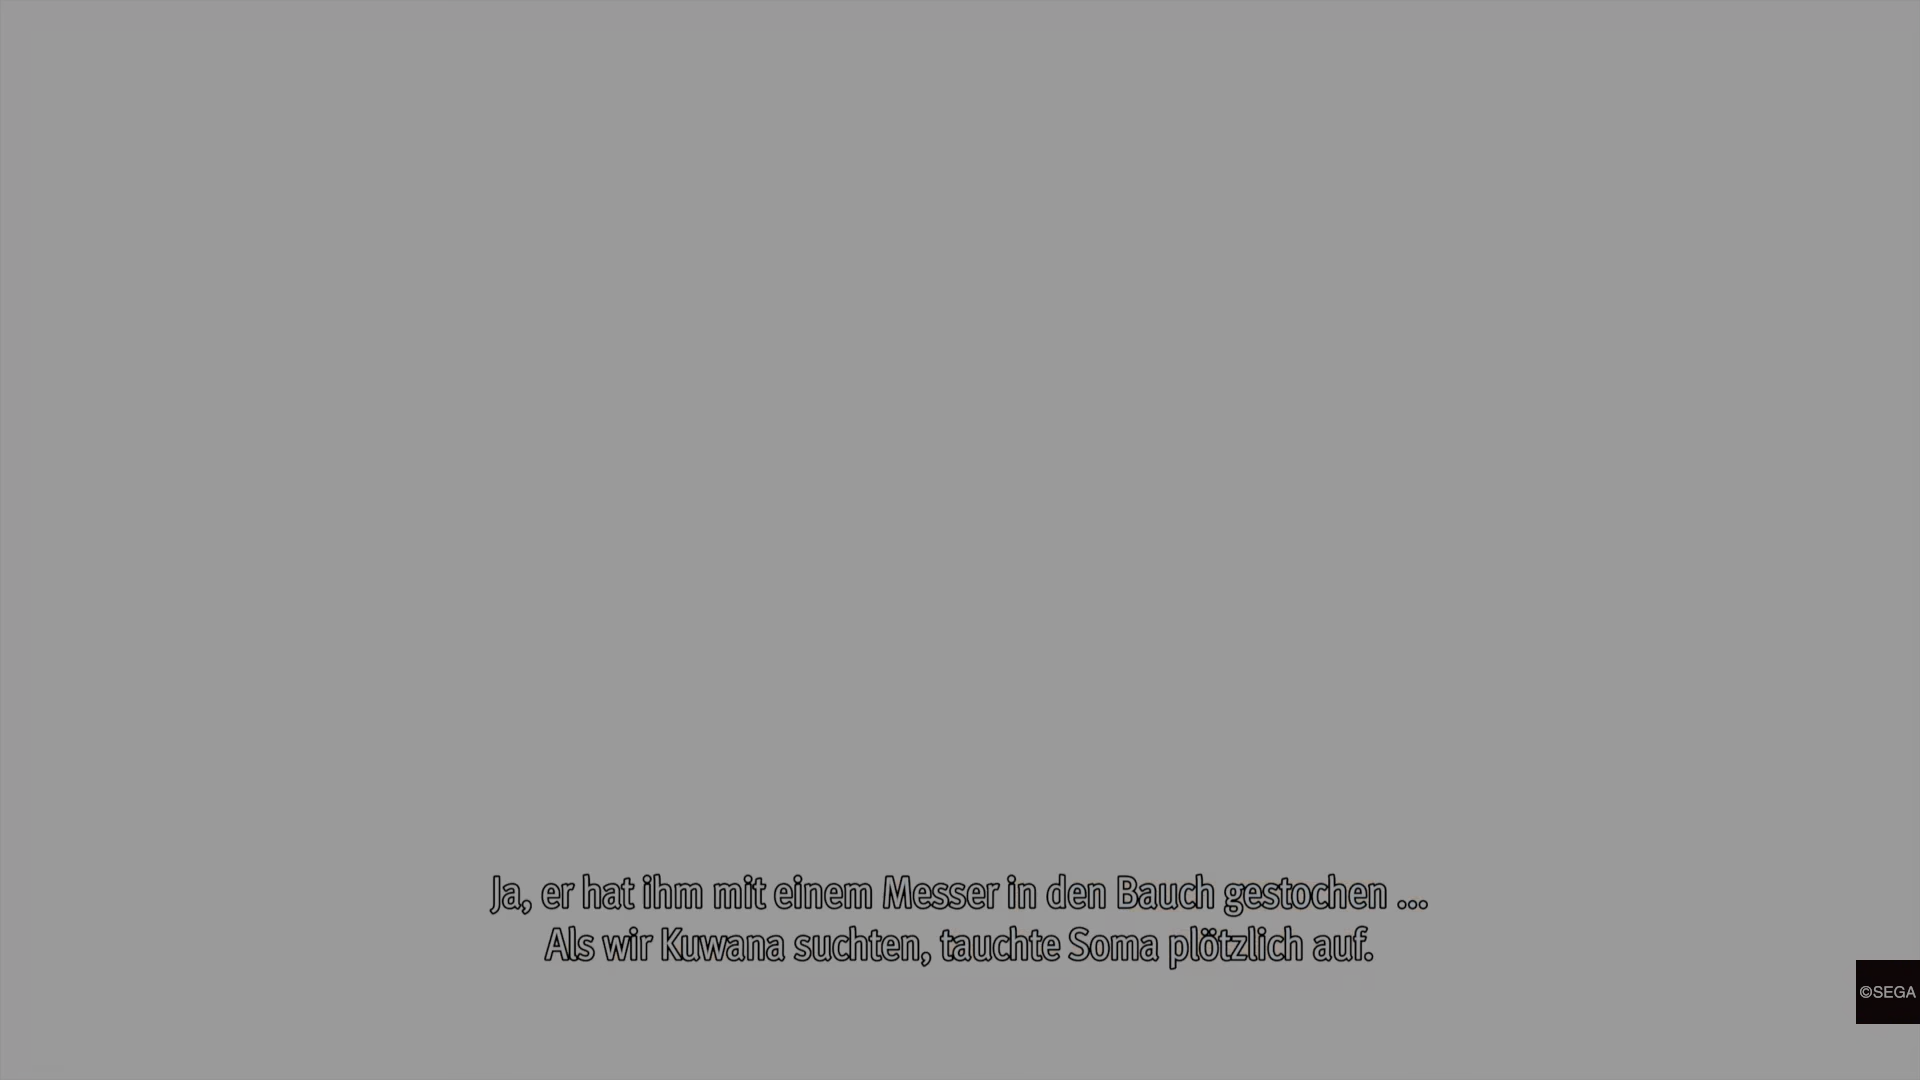 Ja, er hat ihm mit einem Messer in den Bauch gestochen ...
Als wir Kuwana suchten, tauchte Soma plötzlich auf.
©SEGA